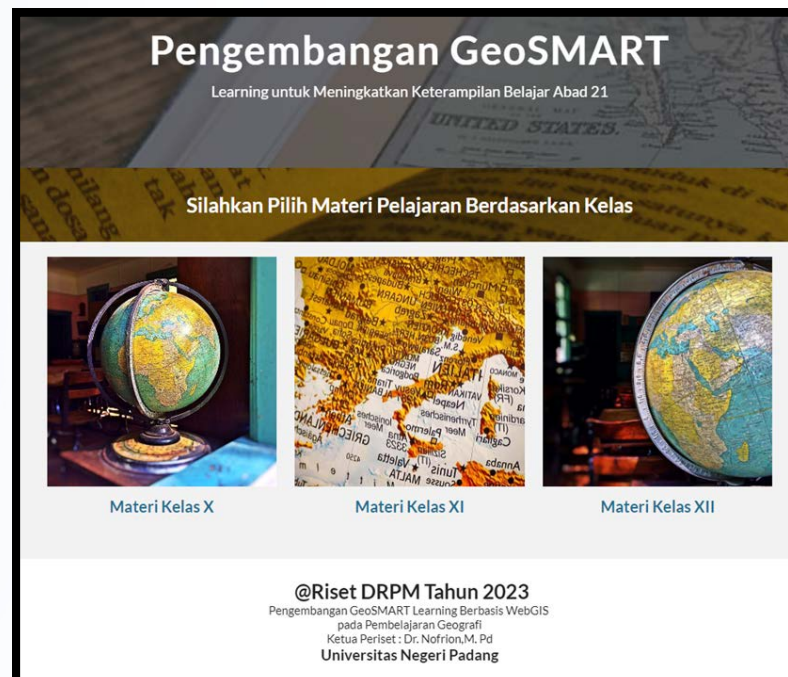 Pengembangan GeoSMART
Learning untuk Meningkatkan Keterampilan Belajar Abad 21
UNITED STATES.
Silahkan Pilih Materi Pelajaran Berdasarkan Kelas
Materi Kelas X
Materi Kelas XI
Materi Kelas XII
@Riset DRPM Tahun 2023
Pengembangan GeoSMART Learning Berbasis WebGIS
pada Pembelajaran Geografi
Ketua Periset : Dr. Nofrion,M. Pd
Universitas Negeri Padang